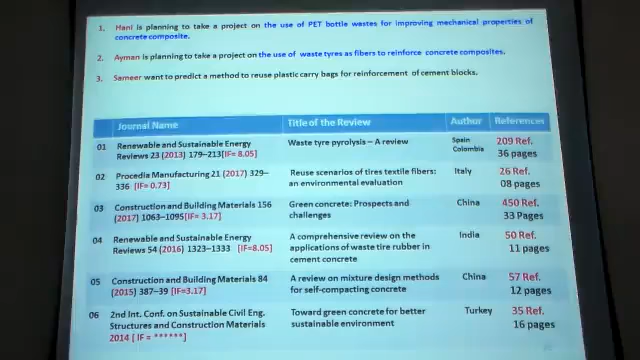 1. Hani is planning to take a project on the use of PET bottle wastes for improving mechanical properties of
concrete composite.
2. Ayman is planning to take a project on the use of waste tyres as fibers to reinforce concrete composites.
3. Sameer want to predict a method to reuse plastic carry bags for reinforcement of cement blocks.
Journal Name Title of the Review Author References
01 Renewable and Sustainable Energy
Reviews 23 (2013) 179–213[IF= 8.05]
Waste tyre pyrolysis – A review
Spain
Colombia
209 Ref.
36 pages
02 Procedia Manufacturing 21 (2017) 329–
336 [IF= 0.73]
Reuse scenarios of tires textile fibers:
an environmental evaluation
Italy
26 Ref.
08 pages
03 Construction and Building Materials 156
(2017) 1063–1095[IF= 3.17]
Green concrete: Prospects and
challenges
China
450 Ref.
33 Pages
04 Renewable and Sustainable Energy
Reviews 54 (2016) 1323–1333 [IF=8.05]
A comprehensive review on the
applications of waste tire rubber in
cement concrete
India
50 Ref.
11 pages
05 Construction and Building Materials 84
(2015) 387–39 [IF=3.17]
A review on mixture design methods
for self-compacting concrete
China
57 Ref.
12 pages
06 2nd Int. Conf. on Sustainable Civil Eng.
Structures and Construction Materials
2014 [ IF = ******]
Toward green concrete for better
sustainable environment
Turkey
35 Ref.
16 pages